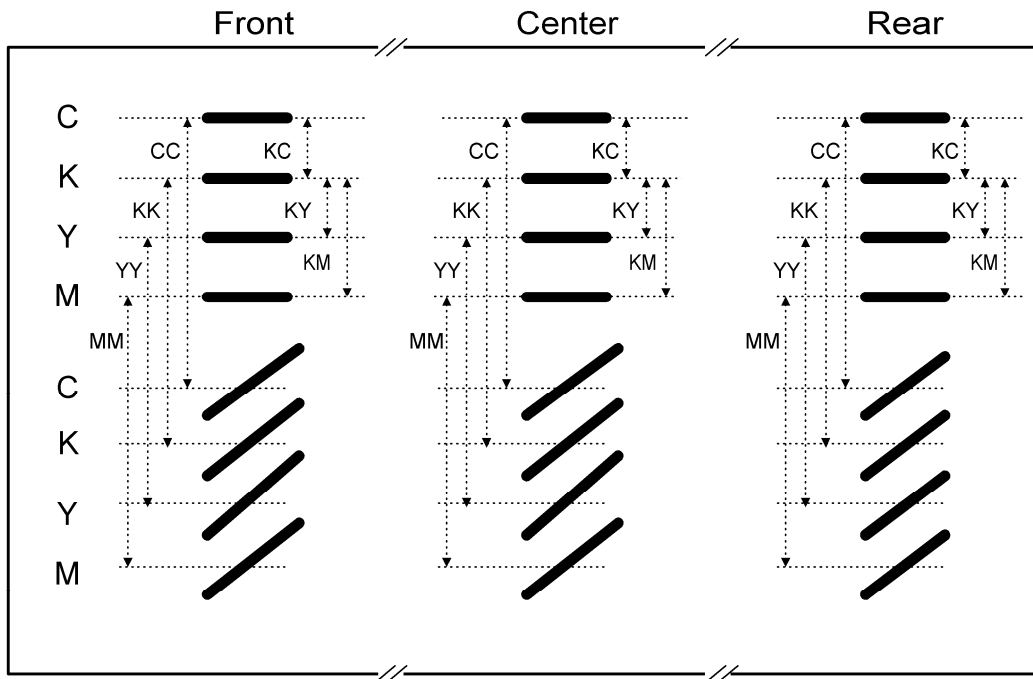 Front Center Rear
C
CC KC CC KC CC KC
K
KK KY KK KY KK KY
Y
YY KM YY KM YY KM
M
MM MM MM
C
K
Y
M